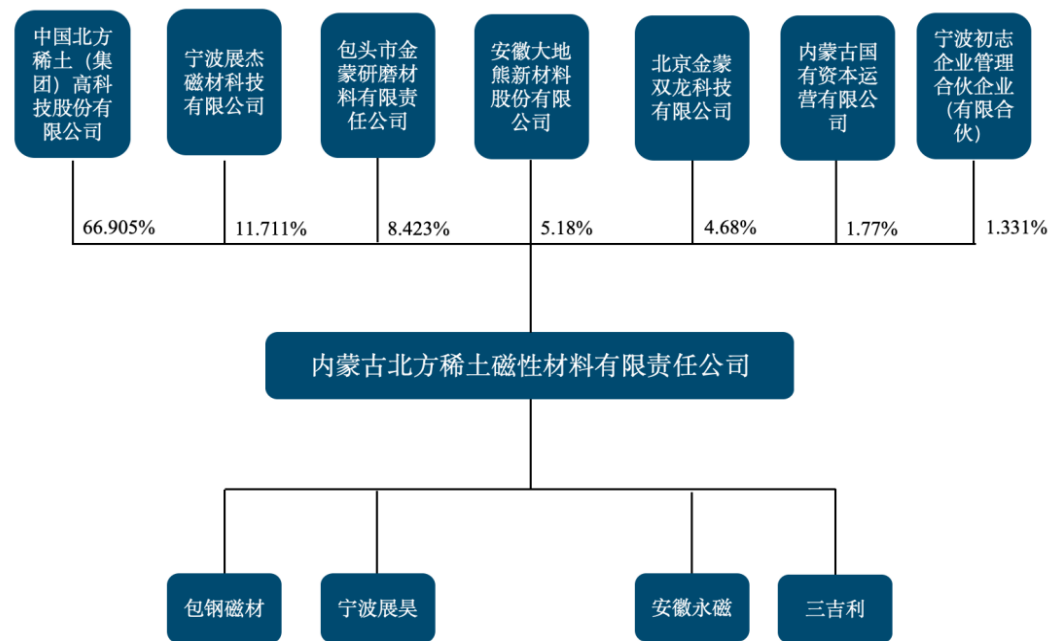 中国北方
稀土（集
团）高科
技股份有
限公司
宁波展杰
磁材科技
有限公司
包头市金
蒙研磨材
料有限责
任公司
安徽大地
熊新材料
股份有限
公司
北京金蒙
双龙科技
有限公司
内蒙古国
有资本运
营有限公
司
宁波初志
企业管理
合伙企业
（有限合
伙）
66.905%
11.711%
8.423%
5.18%
4.68%
1.77%
1.331%
内蒙古北方稀土磁性材料有限责任公司
包钢磁材
宁波展昊
安徽永磁
三吉利